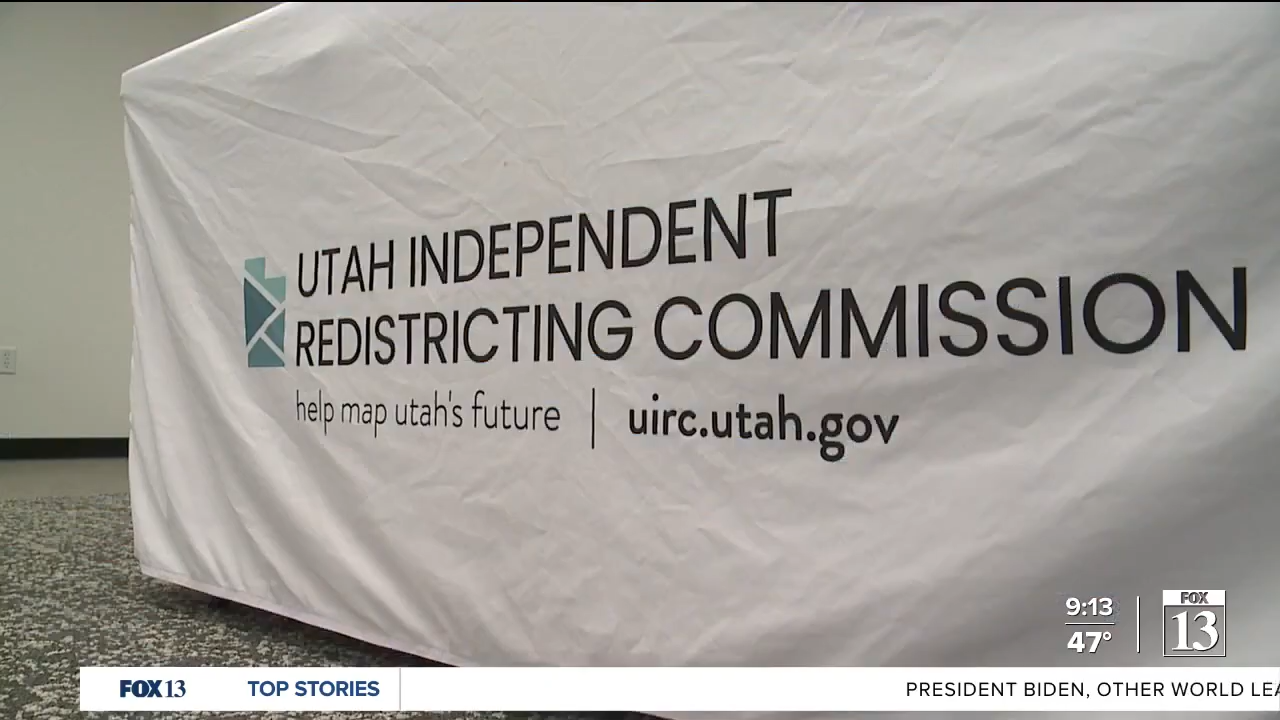 UTAH INDEPENDENT
REDISTRICTING COMMISSION
help map utah's future | uirc.utah.gov
9:13
47°
FOX
13
FOX 13 TOP STORIES PRESIDENT BIDEN, OTHER WORLD